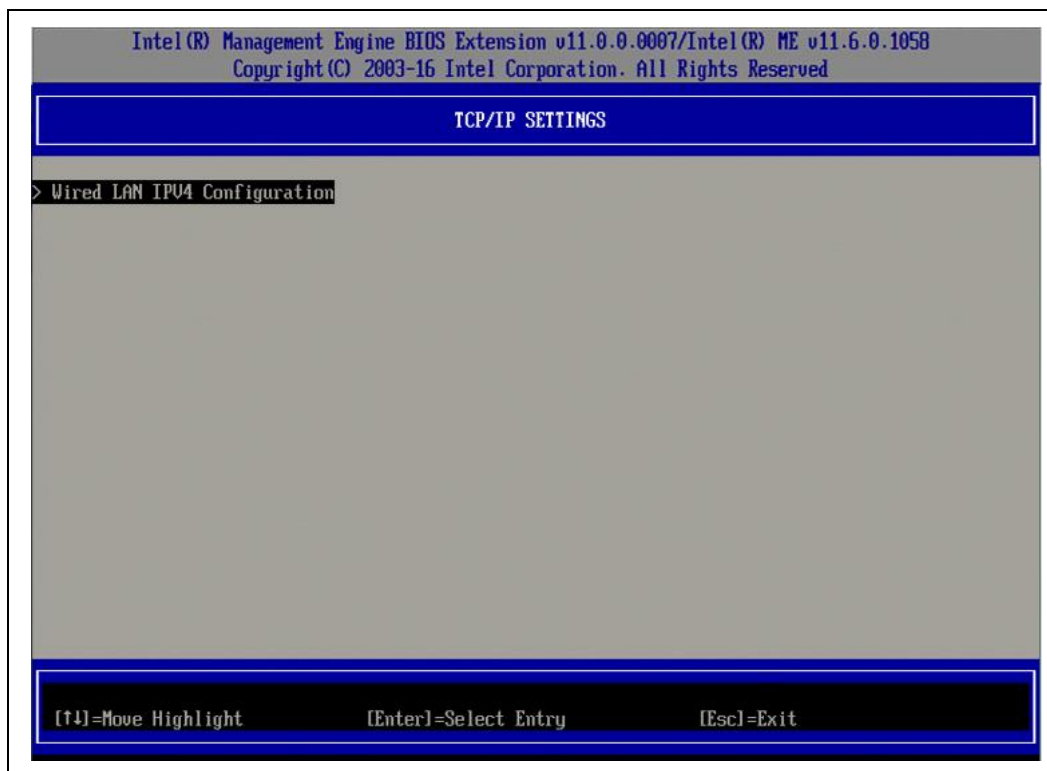 Intel(R) Management Engine BIOS Extension v11.0.0.0007/Intel(R) ME v11.6.0.1058
Copyright(C) 2003-16 Intel Corporation. All Rights Reserved
TCP/IP SETTINGS
> Wired LAN IPV4 Configuration
[↑↓]=Move Highlight [Enter]=Select Entry [Esc]=Exit